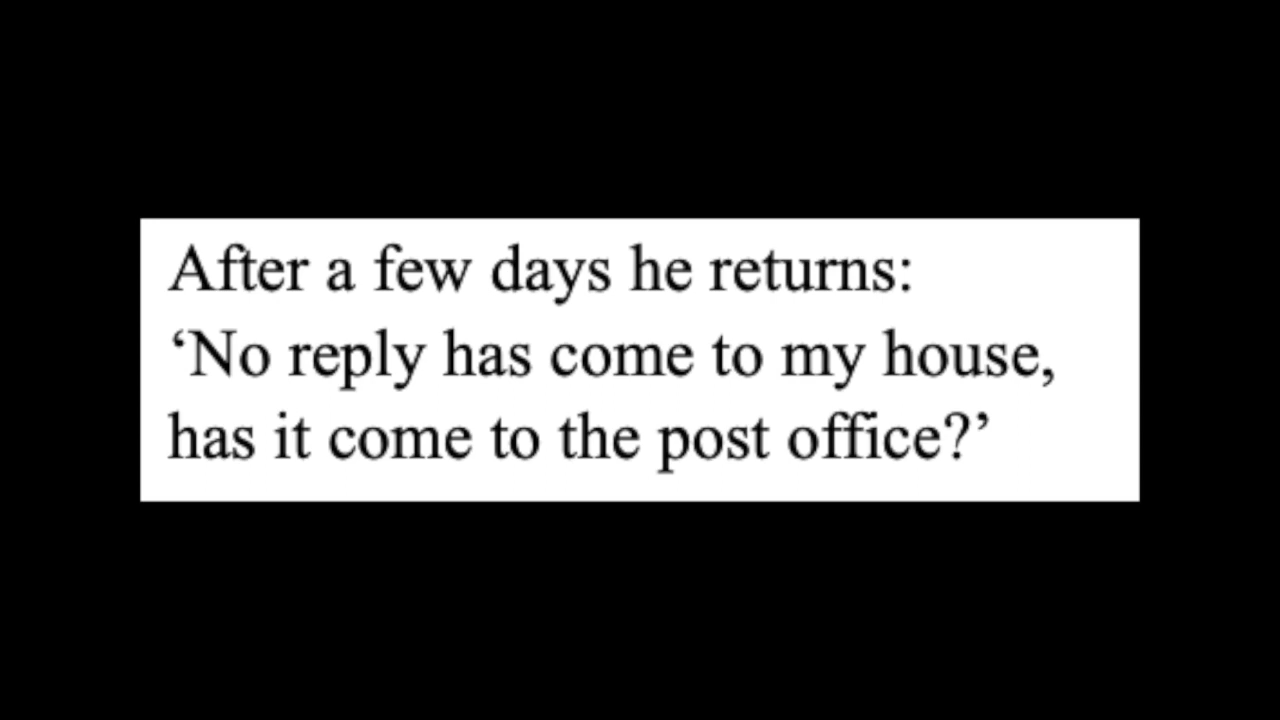 After a few days he returns:
‘No reply has come to my house,
has it come to the post office?’